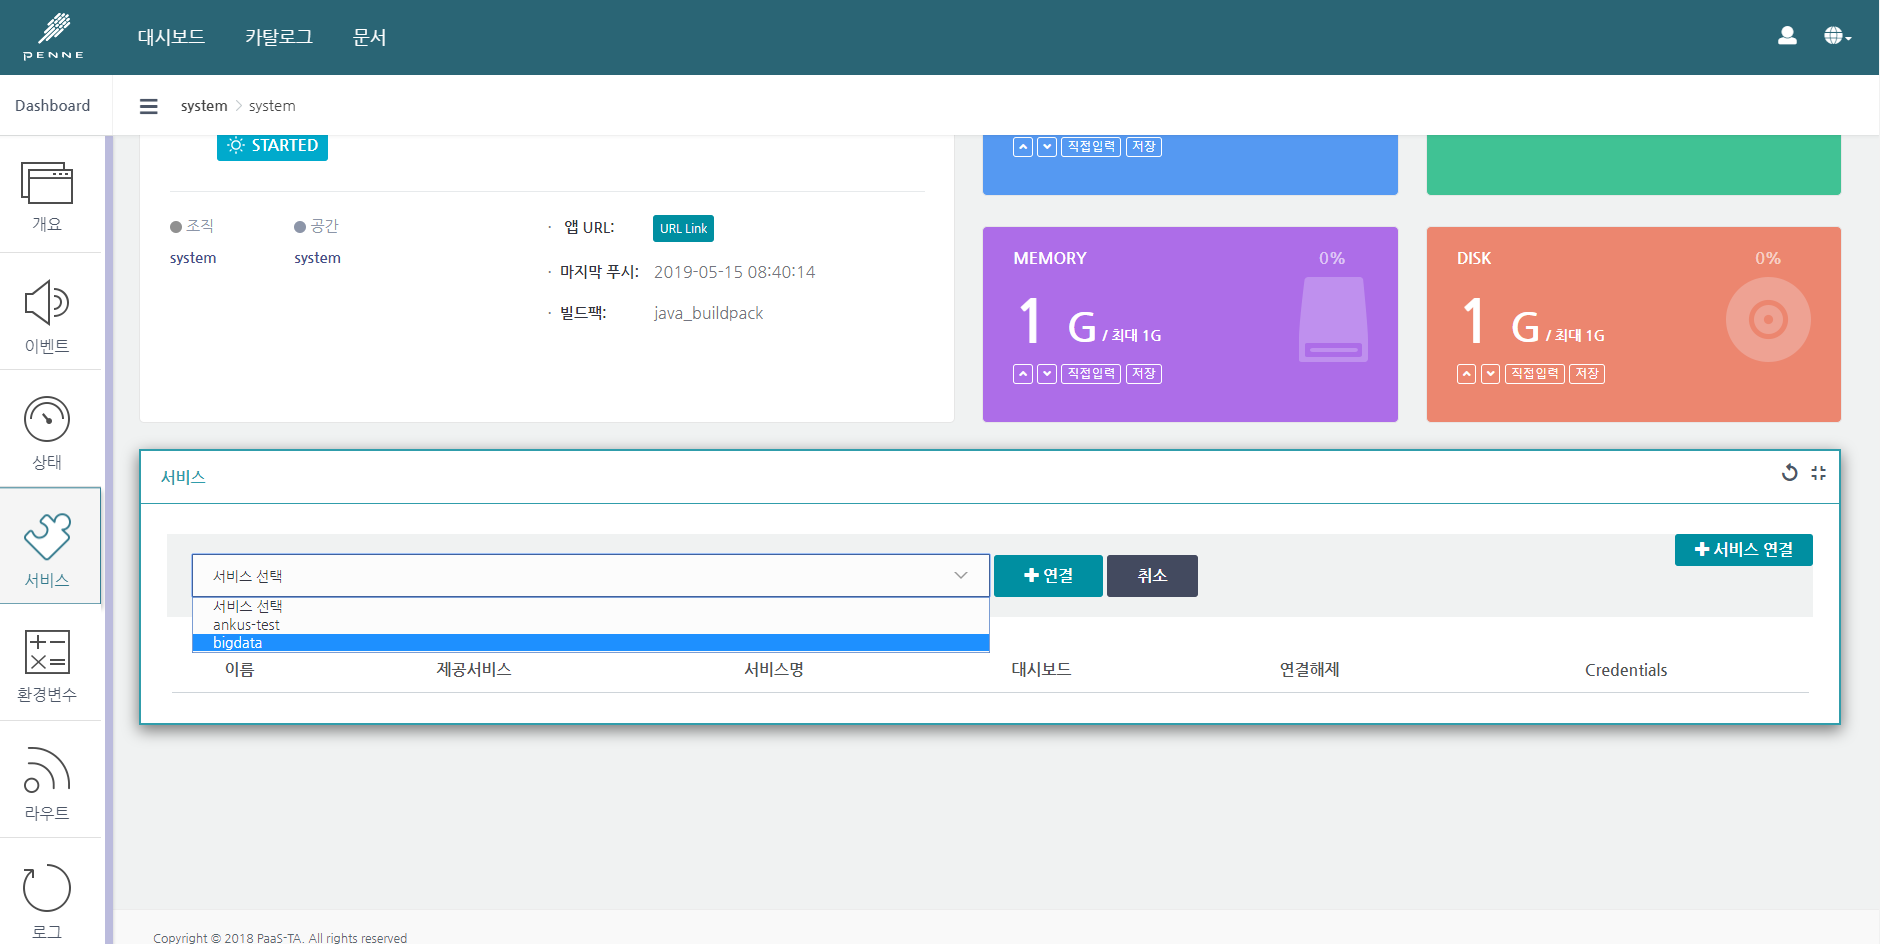 PENNE
대시보드 카탈로그 문서
Dashboard
system > system
STARTED
직접입력 저장
조직 공간
system system
· 앱 URL: URL Link
· 마지막 푸시: 2019-05-15 08:40:14
· 빌드팩: java_buildpack
MEMORY 0%
1 G / 최대 1G
직접입력 저장
DISK 0%
1 G / 최대 1G
직접입력 저장
개요
이벤트
상태
서비스
환경변수
라우트
로그
서비스
서비스 연결
서비스 선택
연결 취소
서비스 선택
ankus-test
bigdata
이름 제공서비스 서비스명 대시보드 연결해제 Credentials
Copyright © 2018 PaaS-TA. All rights reserved